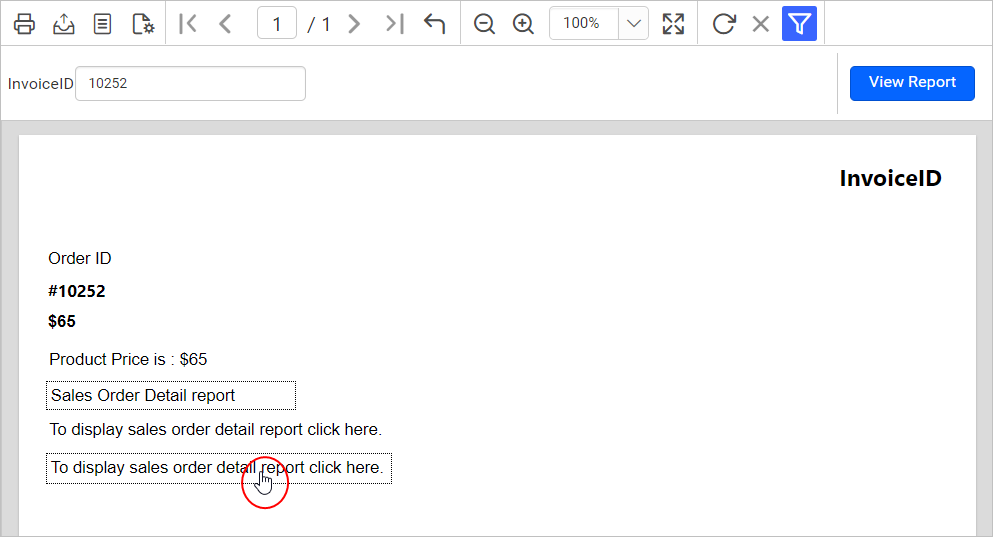 1 / 1 100%
InvoiceID 10252 View Report
InvoiceID
Order ID
#10252
$65
Product Price is : $65
Sales Order Detail report
To display sales order detail report click here.
To display sales order detail report click here.